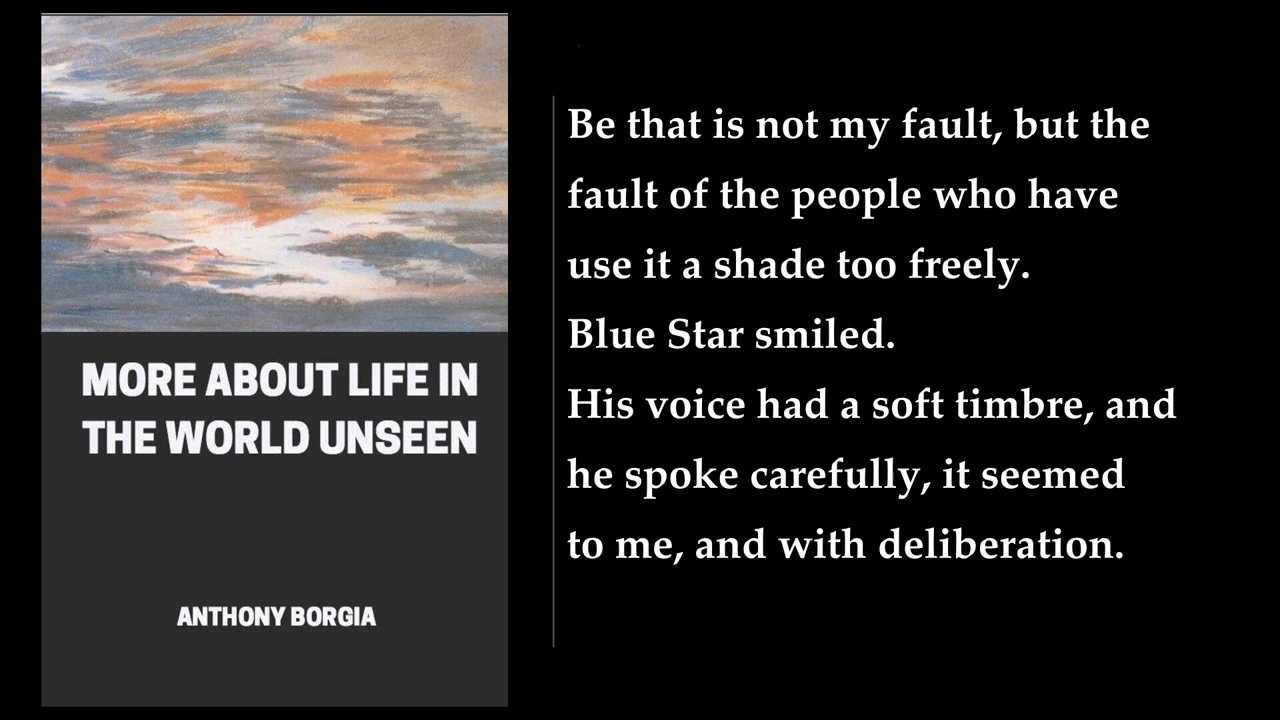 MORE ABOUT LIFE IN
THE WORLD UNSEEN
ANTHONY BORGIA
Be that is not my fault, but the
fault of the people who have
use it a shade too freely.
Blue Star smiled.
His voice had a soft timbre, and
he spoke carefully, it seemed
to me, and with deliberation.